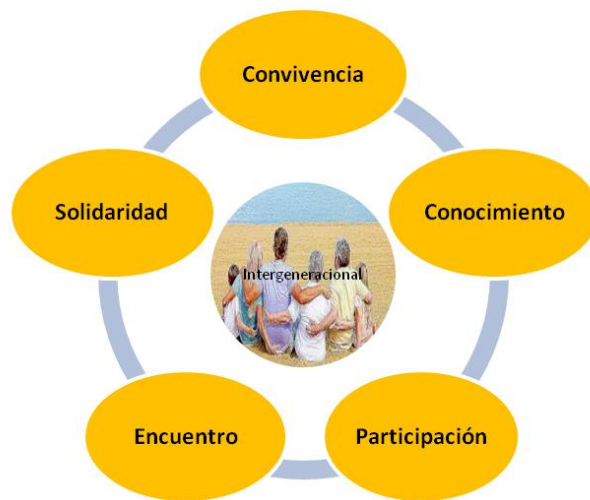 Convivencia
Solidaridad
Conocimiento
Intergeneracional
Encuentro
Participación